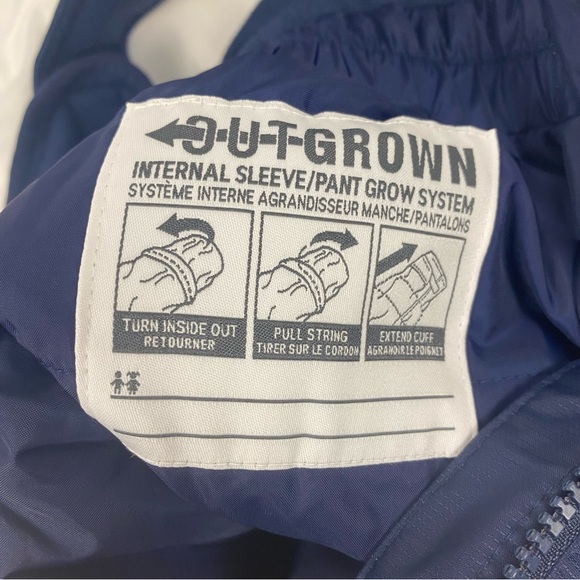 OUTGROWN
INTERNAL SLEEVE/PANT GROW SYSTEM
SYSTÈME INTERNE AGRANDISSEUR MANCHE/PANTALONS
TURN INSIDE OUT
RETOURNER
PULL STRING
TIRER SUR LE CORDON
EXTEND CUFF
AGRANDIR LE POIGNET